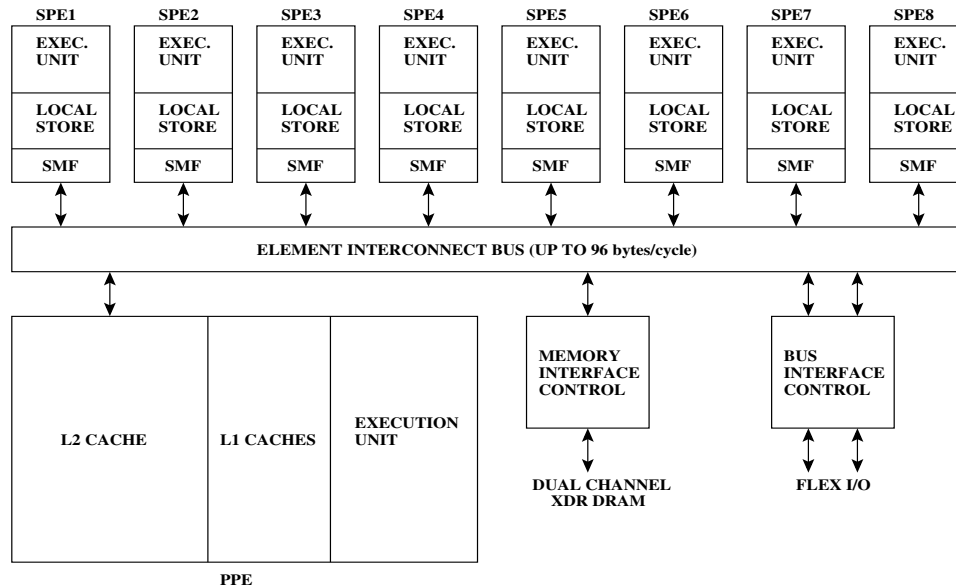 SPE1 SPE2 SPE3 SPE4 SPE5 SPE6 SPE7 SPE8
EXEC. UNIT EXEC. UNIT EXEC. UNIT EXEC. UNIT EXEC. UNIT EXEC. UNIT EXEC. UNIT EXEC. UNIT
LOCAL STORE LOCAL STORE LOCAL STORE LOCAL STORE LOCAL STORE LOCAL STORE LOCAL STORE LOCAL STORE
SMF SMF SMF SMF SMF SMF SMF SMF
ELEMENT INTERCONNECT BUS (UP TO 96 bytes/cycle)
L2 CACHE
L1 CACHES
EXECUTION
UNIT
PPE
MEMORY
INTERFACE
CONTROL
DUAL CHANNEL
XDR DRAM
BUS
INTERFACE
CONTROL
FLEX I/O